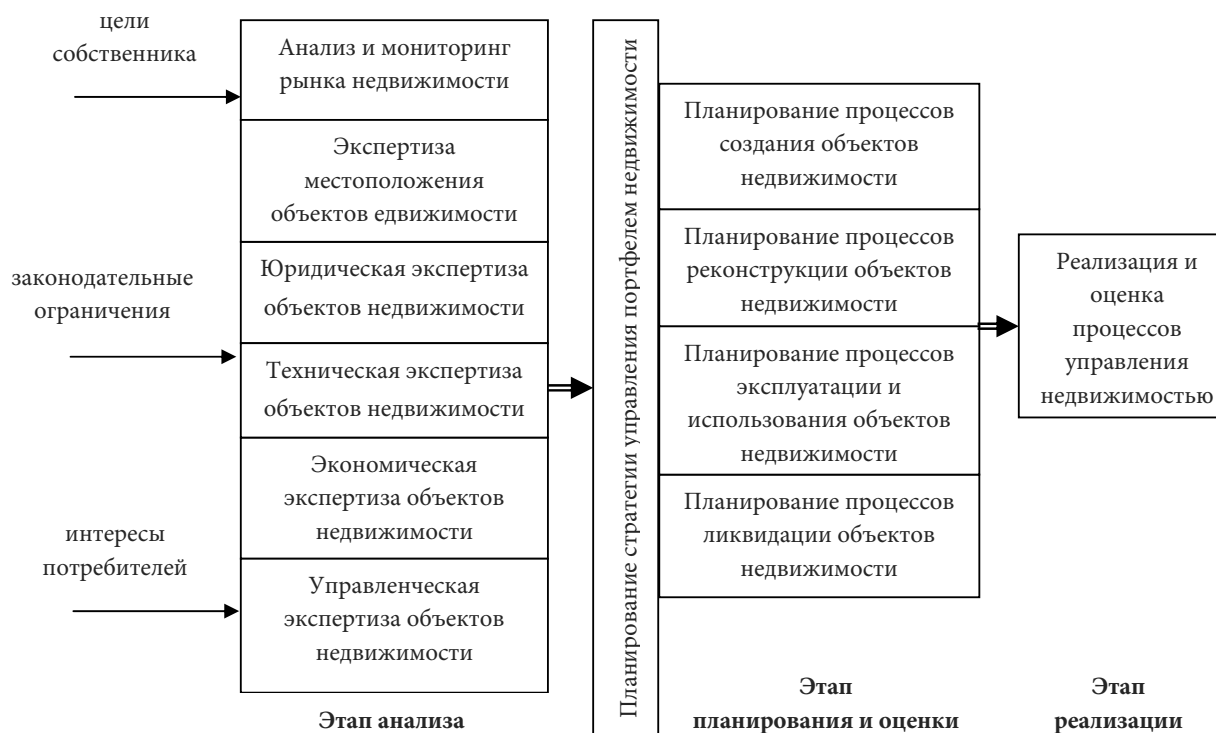 цели
собственника
законодательные
ограничения
интересы
потребителей
Анализ и мониторинг
рынка недвижимости
Экспертиза
местоположения
объектов едвижимости
Юридическая экспертиза
объектов недвижимости
Техническая экспертиза
объектов недвижимости
Экономическая
экспертиза объектов
недвижимости
Управленческая
экспертиза объектов
недвижимости
Этап анализа
Планирование стратегии управления портфелем недвижимости
Планирование процессов
создания объектов
недвижимости
Планирование процессов
реконструкции объектов
недвижимости
Планирование процессов
эксплуатации и
использования объектов
недвижимости
Планирование процессов
ликвидации объектов
недвижимости
Этап
планирования и оценки
Реализация и
оценка
процессов
управления
недвижимостью
Этап
реализации